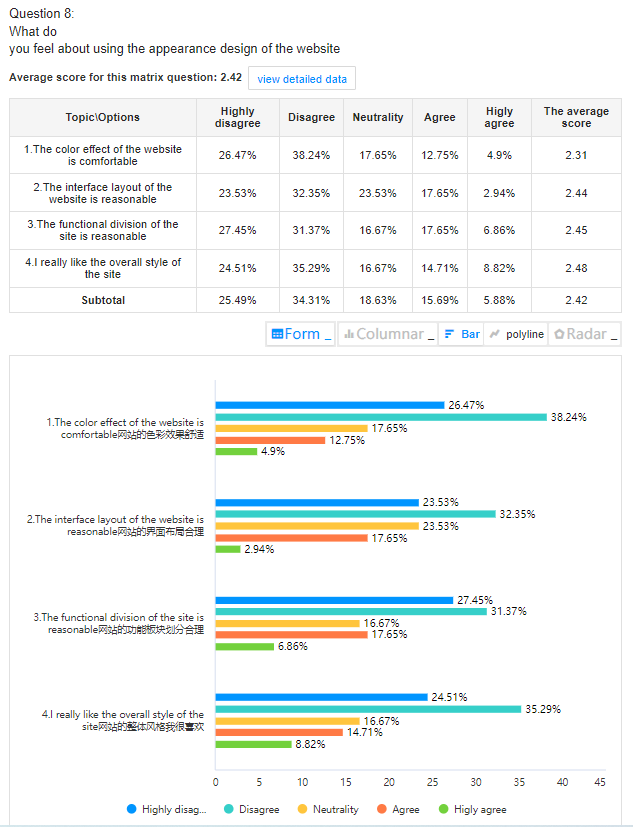 Question 8:
What do
you feel about using the appearance design of the website
Average score for this matrix question: 2.42 view detailed data
Topic\Options Highly disagree Disagree Neutrality Agree Higly agree The average score
1.The color effect of the website is comfortable 26.47% 38.24% 17.65% 12.75% 4.9% 2.31
2.The interface layout of the website is reasonable 23.53% 32.35% 23.53% 17.65% 2.94% 2.44
3.The functional division of the site is reasonable 27.45% 31.37% 16.67% 17.65% 6.86% 2.45
4.I really like the overall style of the site 24.51% 35.29% 16.67% 14.71% 8.82% 2.48
Subtotal 25.49% 34.31% 18.63% 15.69% 5.88% 2.42
Form _ Columnar _ Bar polyline Radar _
1.The color effect of the website is
comfortable网站的色彩效果舒适
26.47%
38.24%
17.65%
12.75%
4.9%
2.The interface layout of the website is
reasonable网站的界面布局合理
23.53%
32.35%
23.53%
17.65%
2.94%
3.The functional division of the site is
reasonable网站的功能板块划分合理
27.45%
31.37%
16.67%
17.65%
6.86%
4.I really like the overall style of the
site网站的整体风格我很喜欢
24.51%
35.29%
16.67%
14.71%
8.82%
0 5 10 15 20 25 30 35 40 45
Highly disag... Disagree Neutrality Agree Higly agree